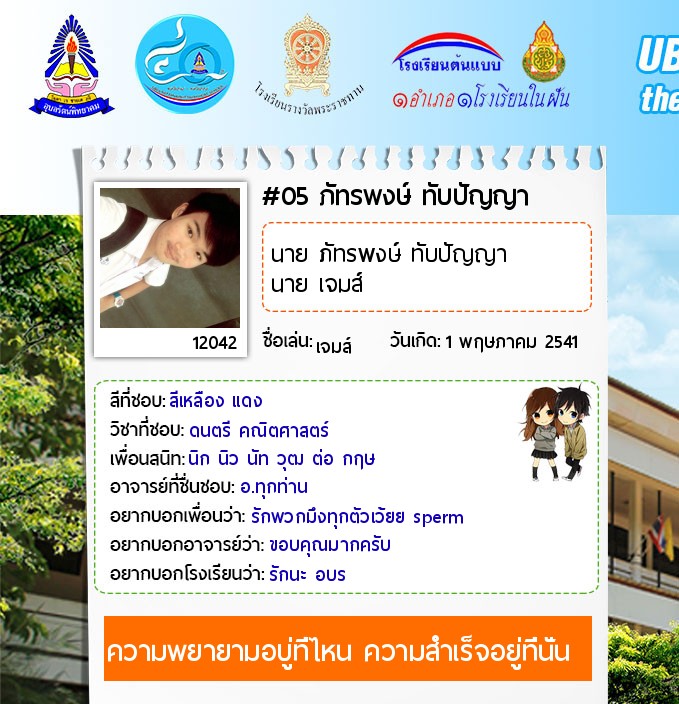 อุบลรัตน์พิทยาคม
โรงเรียนรางวัลพระราชทาน
โรงเรียนต้นแบบ
๑อำเภอ๑โรงเรียนในฝัน
UB
the
#05 ภัทรพงษ์ ทับปัญญา
นาย ภัทรพงษ์ ทับปัญญา
นาย เจมส์
12042
ชื่อเล่น: เจมส์ วันเกิด: 1 พฤษภาคม 2541
สีที่ชอบ: สีเหลือง แดง
วิชาที่ชอบ: ดนตรี คณิตศาสตร์
เพื่อนสนิท: นิก นิว นัท วุฒ ต่อ กฤษ
อาจารย์ที่ชื่นชอบ: อ.ทุกท่าน
อยากบอกเพื่อนว่า: รักพวกมึงทุกตัวเว้ยย sperm
อยากบอกอาจารย์ว่า: ขอบคุณมากครับ
อยากบอกโรงเรียนว่า: รักนะ อบร
ความพยายามอบู่ที่ไหน ความสำเร็จอยู่ที่นั่น